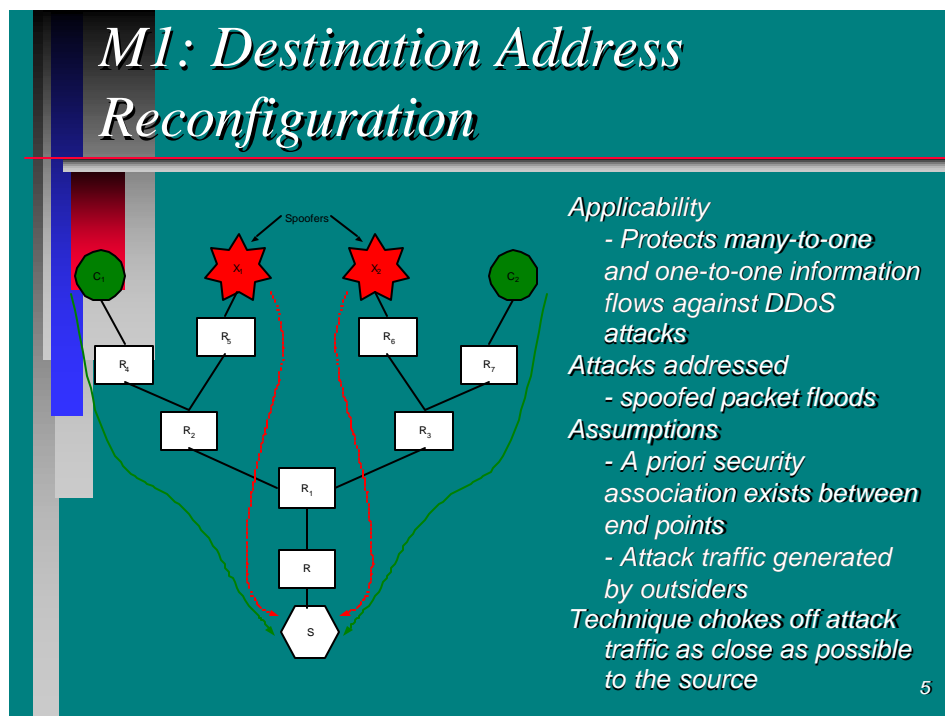 M1: Destination Address
Reconfiguration
Spoofers
C1
X1
X2
C2
R5
R6
R4
R7
R2
R3
R1
R
S
Applicability
- Protects many-to-one
and one-to-one information
flows against DDoS
attacks
Attacks addressed
- spoofed packet floods
Assumptions
- A priori security
association exists between
end points
- Attack traffic generated
by outsiders
Technique chokes off attack
traffic as close as possible
to the source
5